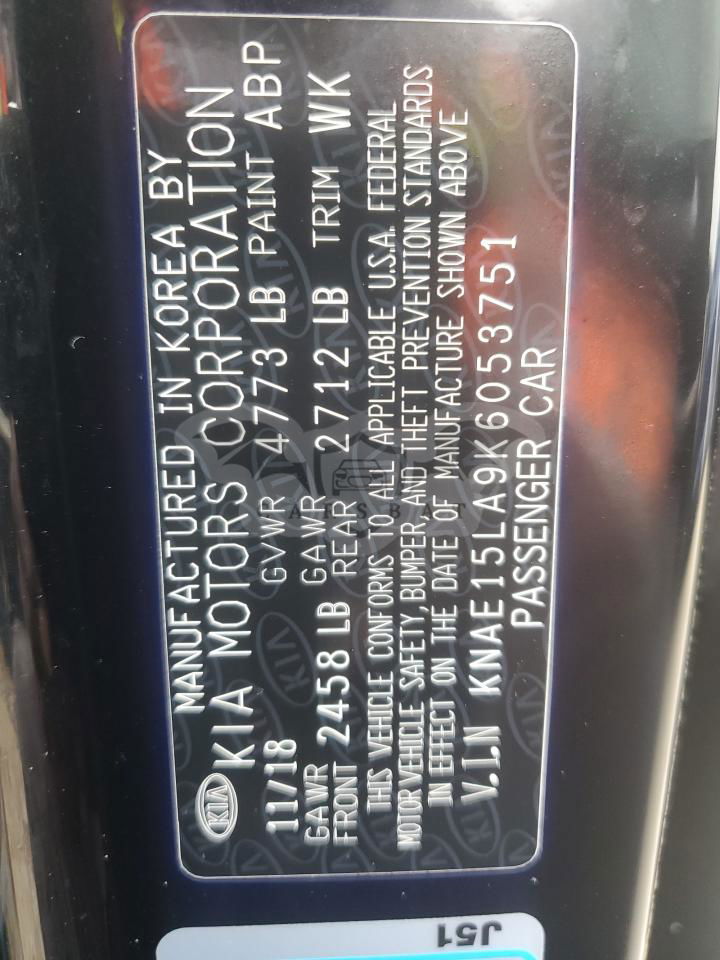 KIA
MANUFACTURED IN KOREA BY
KIA MOTORS CORPORATION
11/18 GVWR 4773 LB PAINT ABP
GAWR FRONT 2458 LB GAWR REAR 2712 LB TRIM WK
THIS VEHICLE CONFORMS TO ALL APPLICABLE U.S.A. FEDERAL
MOTOR VEHICLE SAFETY, BUMPER, AND THEFT PREVENTION STANDARDS
IN EFFECT ON THE DATE OF MANUFACTURE SHOWN ABOVE
V.I.N KNAE15LA9K6053751
PASSENGER CAR
J51